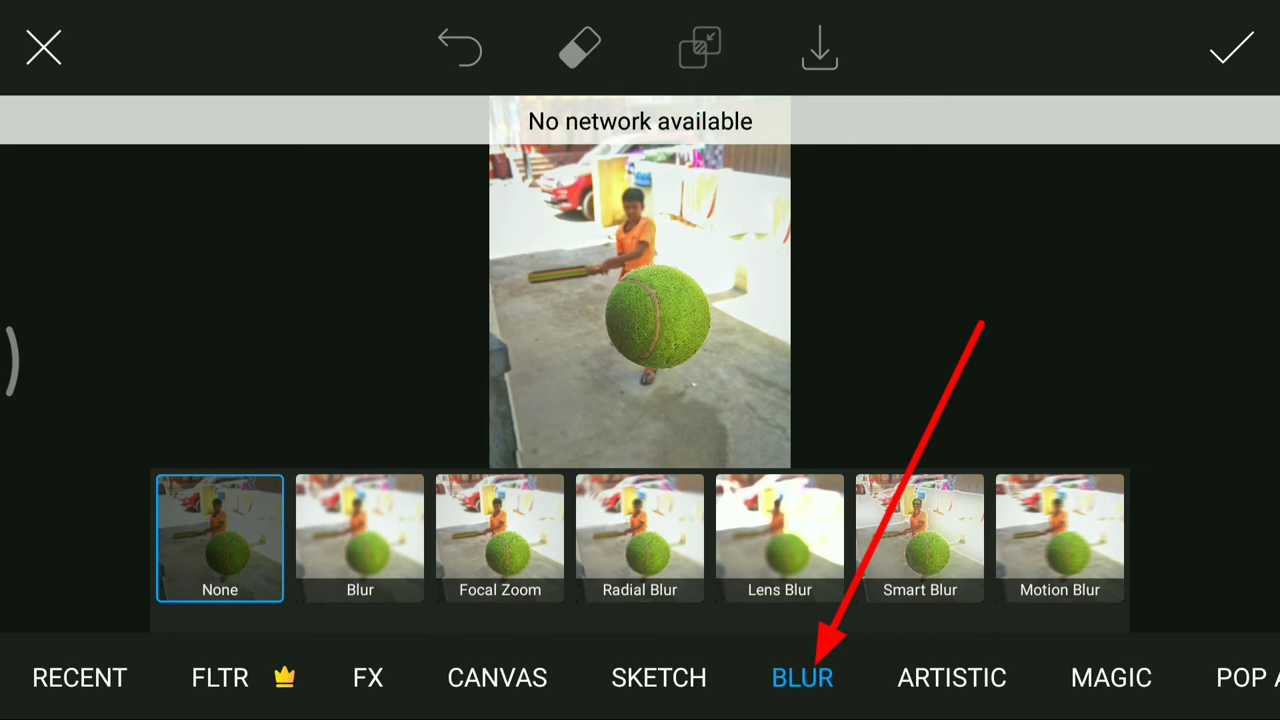 No network available
None
Blur
Focal Zoom
Radial Blur
Lens Blur
Smart Blur
Motion Blur
RECENT
FLTR
FX
CANVAS
SKETCH
BLUR
ARTISTIC
MAGIC
POP A